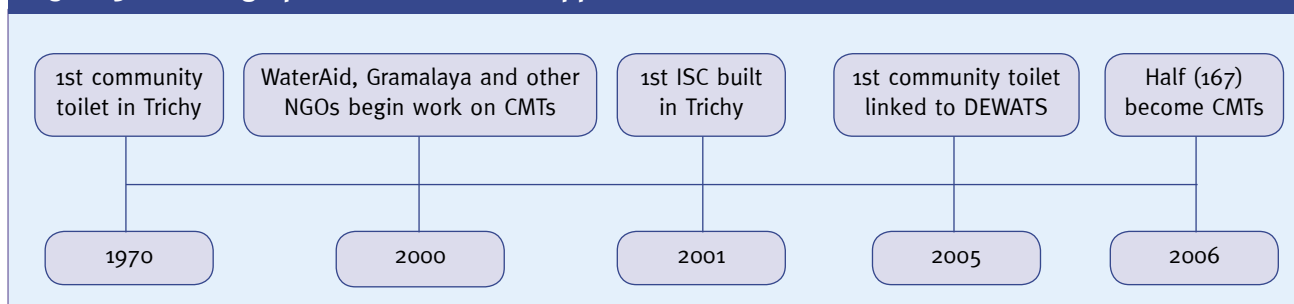 1st community
toilet in Trichy
WaterAid, Gramalaya and other
NGOs begin work on CMTs
1st ISC built
in Trichy
1st community toilet
linked to DEWATS
Half (167)
become CMTs
1970
2000
2001
2005
2006